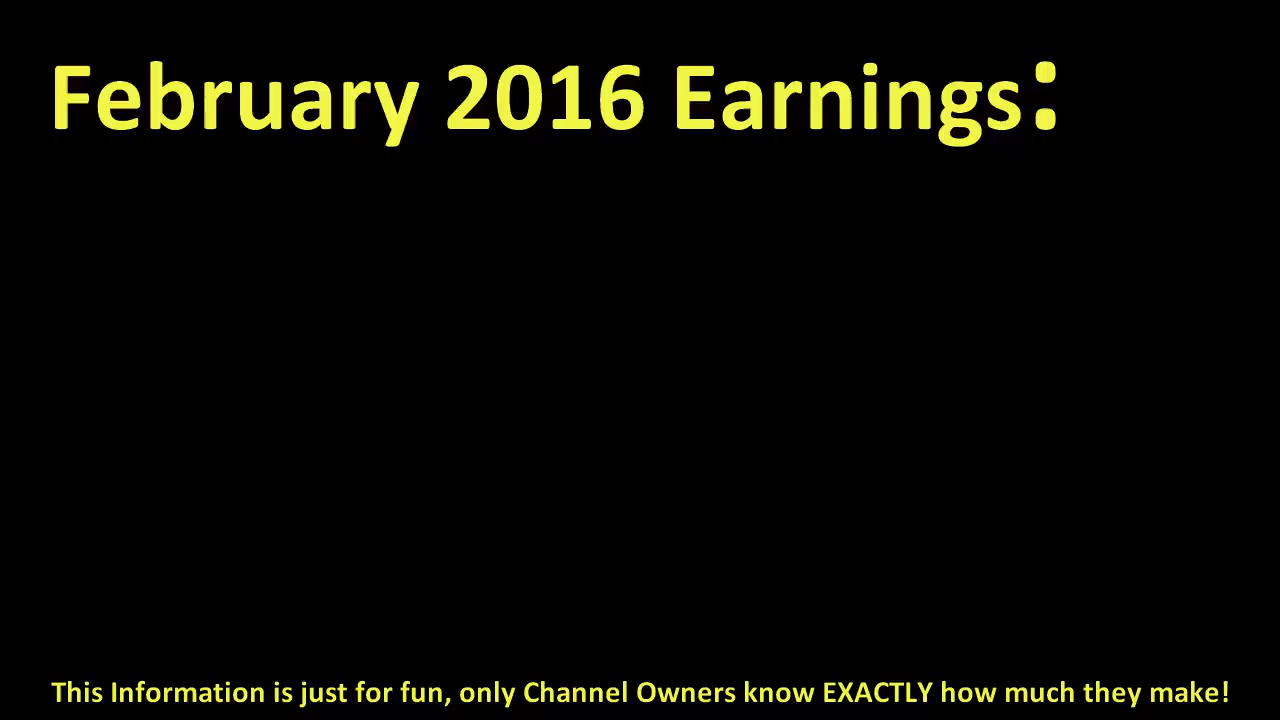 February 2016 Earnings:
This Information is just for fun, only Channel Owners know EXACTLY how much they make!